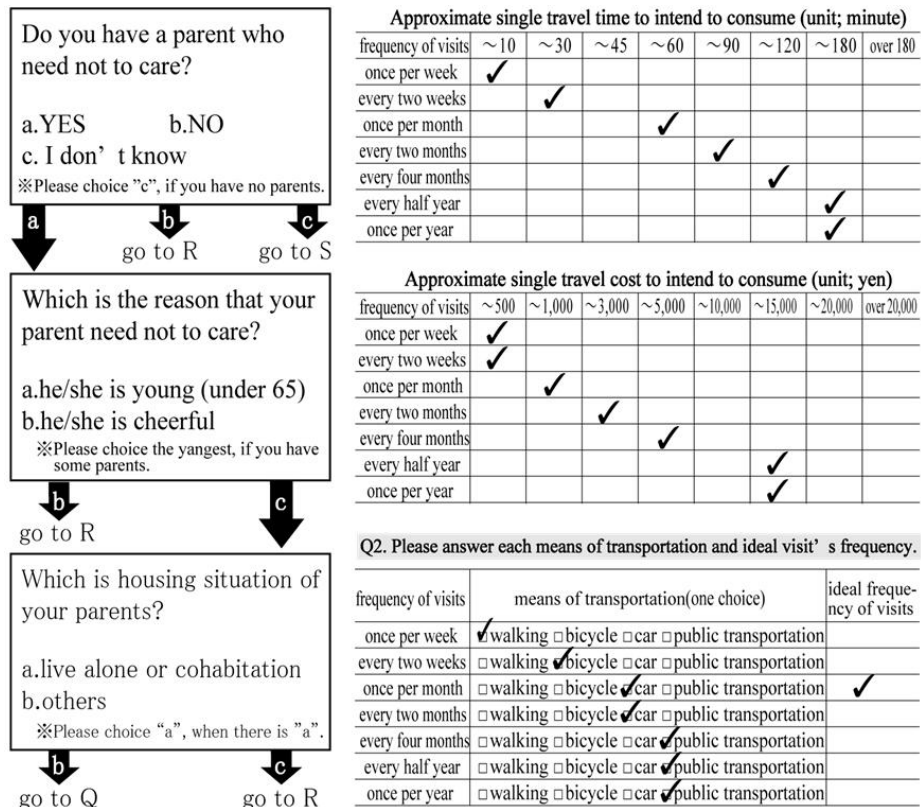 Do you have a parent who
need not to care?
a.YES b.NO
c. I don't know
※Please choice "c", if you have no parents.
a
b
c
go to R
go to S
Which is the reason that your
parent need not to care?
a.he/she is young (under 65)
b.he/she is cheerful
※Please choice the yangest, if you have
some parents.
b
c
go to R
Which is housing situation of
your parents?
a.live alone or cohabitation
b.others
※Please choice "a", when there is "a".
b
c
go to Q
go to R
Approximate single travel time to intend to consume (unit; minute)
frequency of visits ~10 ~30 ~45 ~60 ~90 ~120 ~180 over 180
once per week ✓
every two weeks ✓
once per month ✓
every two months ✓
every four months ✓
every half year ✓
once per year ✓
Approximate single travel cost to intend to consume (unit; yen)
frequency of visits ~500 ~1,000 ~3,000 ~5,000 ~10,000 ~15,000 ~20,000 over 20,000
once per week ✓
every two weeks ✓
once per month ✓
every two months ✓
every four months ✓
every half year ✓
once per year ✓
Q2. Please answer each means of transportation and ideal visit's frequency.
frequency of visits means of transportation(one choice) ideal freque-
ncy of visits
once per week ✓walking □bicycle □car □public transportation
every two weeks □walking ✓bicycle □car □public transportation
once per month □walking □bicycle ✓car □public transportation ✓
every two months □walking □bicycle ✓car □public transportation
every four months □walking □bicycle □car ✓public transportation
every half year □walking □bicycle □car ✓public transportation
once per year □walking □bicycle □car ✓public transportation